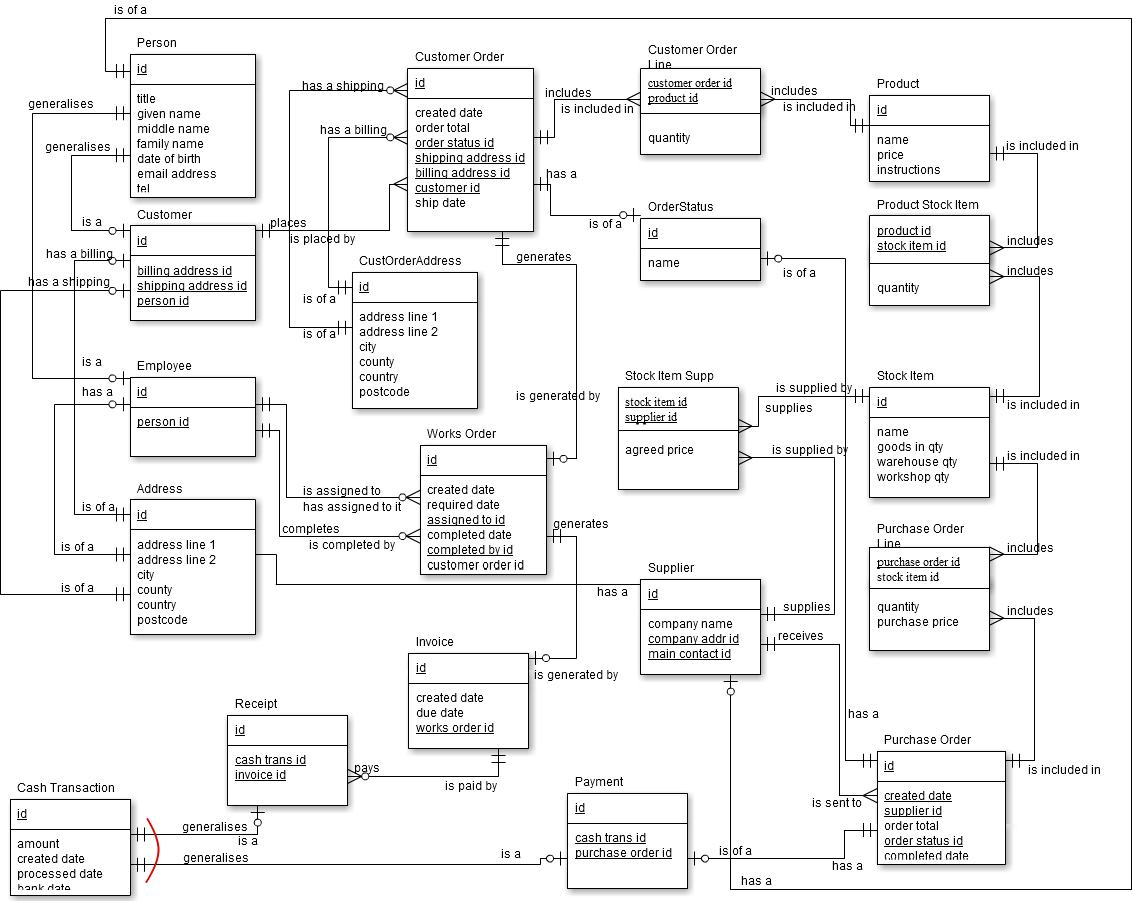 is of a
Person
id
title
given name
middle name
family name
date of birth
email address
tel
generalises
generalises
Customer
id
billing address id
shipping address id
person id
is a
has a billing
has a shipping
Employee
id
person id
is a
has a
Address
id
address line 1
address line 2
city
county
country
postcode
is of a
is of a
is of a
Customer Order
id
created date
order total
order status id
shipping address id
billing address id
customer id
ship date
has a shipping
has a billing
places
is placed by
includes
is included in
has a
is of a
generates
is generated by
CustOrderAddress
id
address line 1
address line 2
city
county
country
postcode
is of a
is of a
Customer Order
Line
customer order id
product id
quantity
includes
is included in
Product
id
name
price
instructions
is included in
OrderStatus
id
name
is of a
Product Stock Item
product id
stock item id
quantity
includes
includes
Stock Item Supp
stock item id
supplier id
agreed price
is supplied by
supplies
is supplied by
Stock Item
id
name
goods in qty
warehouse qty
workshop qty
is included in
is included in
Works Order
id
created date
required date
assigned to id
completed date
completed by id
customer order id
is assigned to
has assigned to it
completes
is completed by
generates
is generated by
Purchase Order
Line
purchase order id
stock item id
quantity
purchase price
includes
includes
Supplier
id
company name
company addr id
main contact id
has a
supplies
receives
Invoice
id
created date
due date
works order id
is paid by
Receipt
id
cash trans id
invoice id
pays
Purchase Order
id
created date
supplier id
order total
order status id
completed date
has a
is included in
is sent to
has a
has a
Payment
id
cash trans id
purchase order id
is of a
is a
Cash Transaction
id
amount
created date
processed date
bank date
generalises
is a
generalises